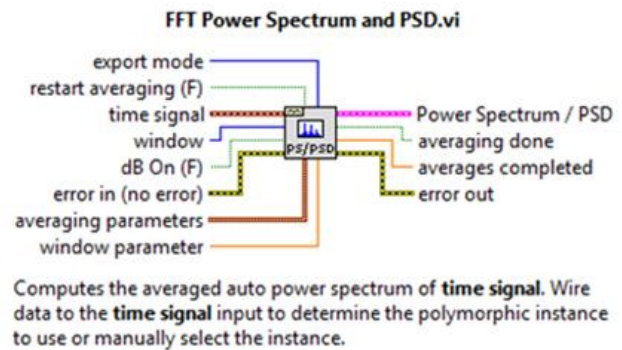 FFT Power Spectrum and PSD.vi
export mode
restart averaging (F)
time signal
window
dB On (F)
error in (no error)
averaging parameters
window parameter
PS/PSD
Power Spectrum / PSD
averaging done
averages completed
error out
Computes the averaged auto power spectrum of time signal. Wire
data to the time signal input to determine the polymorphic instance
to use or manually select the instance.